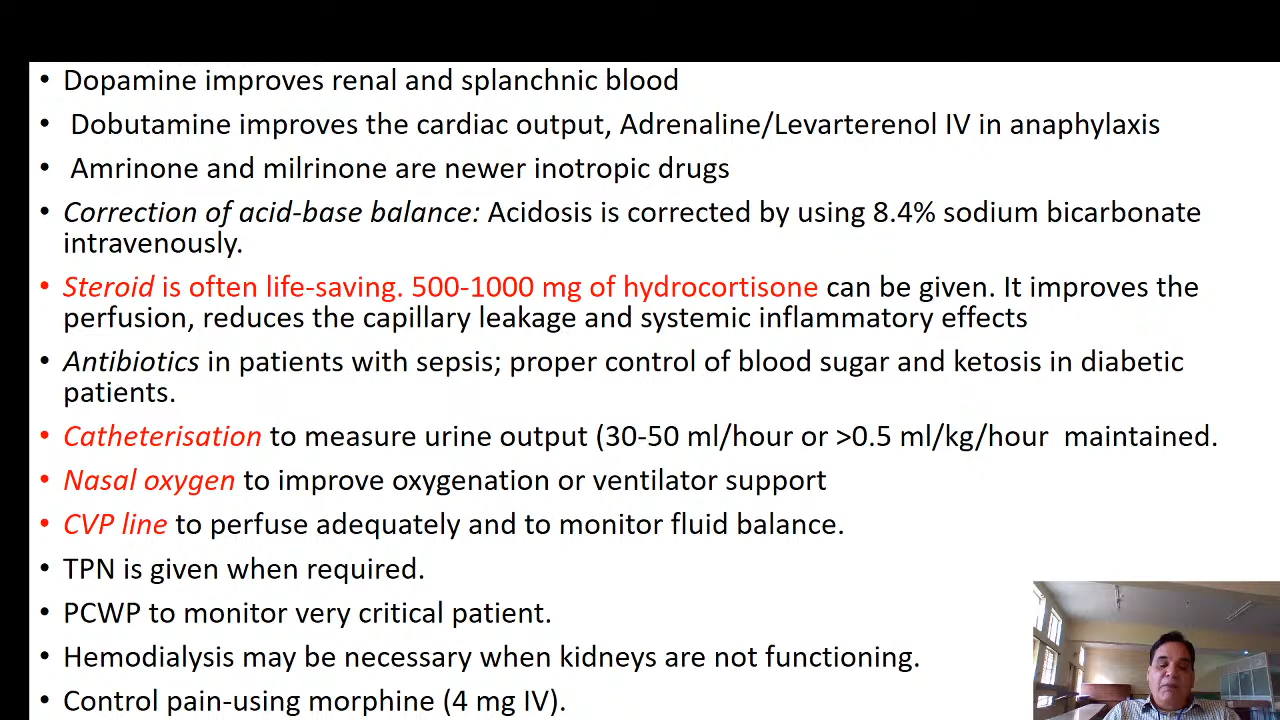 • Dopamine improves renal and splanchnic blood
• Dobutamine improves the cardiac output, Adrenaline/Levarterenol IV in anaphylaxis
• Amrinone and milrinone are newer inotropic drugs
• Correction of acid-base balance: Acidosis is corrected by using 8.4% sodium bicarbonate
intravenously.
• Steroid is often life-saving. 500-1000 mg of hydrocortisone can be given. It improves the
perfusion, reduces the capillary leakage and systemic inflammatory effects
• Antibiotics in patients with sepsis; proper control of blood sugar and ketosis in diabetic
patients.
• Catheterisation to measure urine output (30-50 ml/hour or >0.5 ml/kg/hour maintained.
• Nasal oxygen to improve oxygenation or ventilator support
• CVP line to perfuse adequately and to monitor fluid balance.
• TPN is given when required.
• PCWP to monitor very critical patient.
• Hemodialysis may be necessary when kidneys are not functioning.
• Control pain-using morphine (4 mg IV).